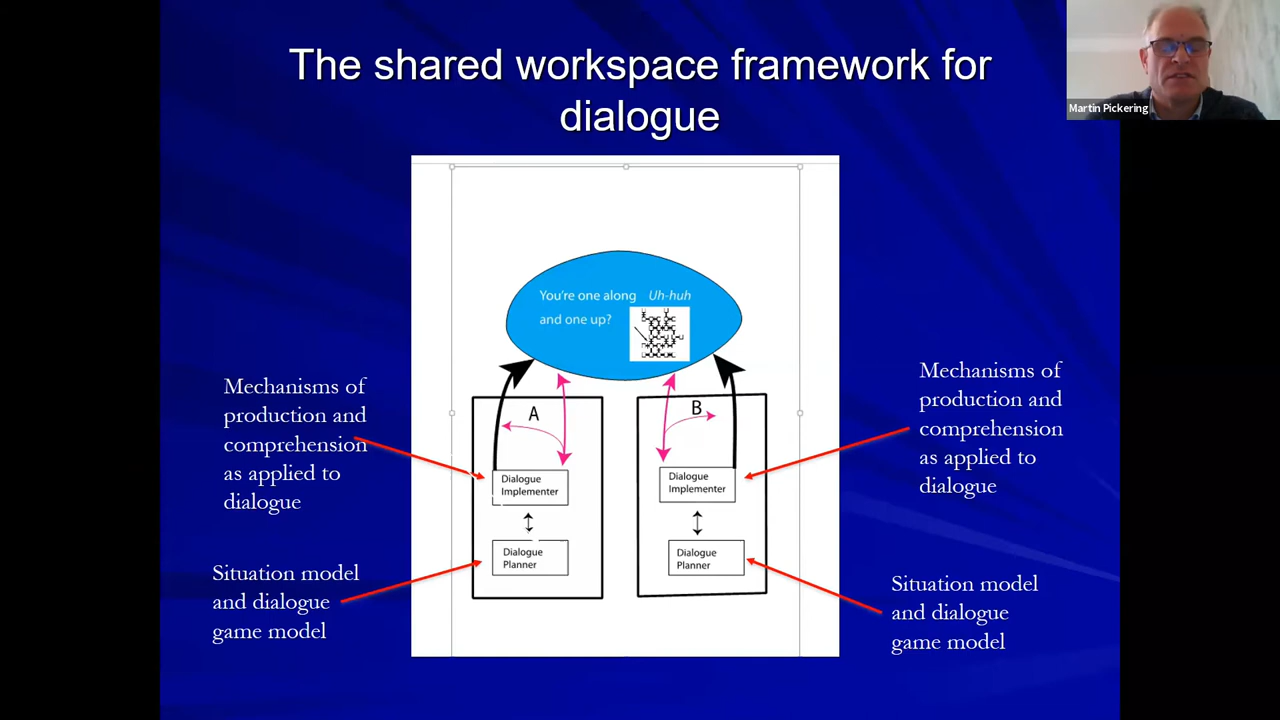 The shared workspace framework for
dialogue
Martin Pickering
You're one along Uh-huh
and one up?
Mechanisms of
production and
comprehension
as applied to
dialogue
Situation model
and dialogue
game model
A
Dialogue
Implementer
Dialogue
Planner
B
Dialogue
Implementer
Dialogue
Planner
Mechanisms of
production and
comprehension
as applied to
dialogue
Situation model
and dialogue
game model